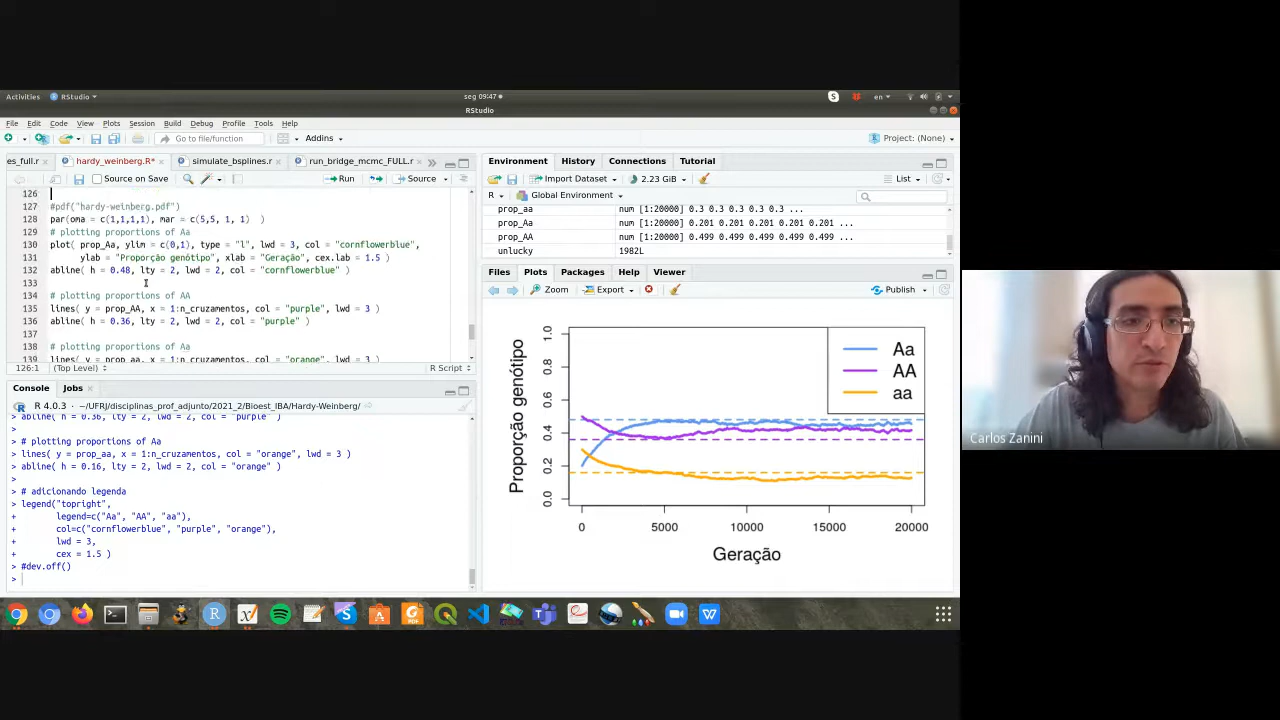 Activities
RStudio
seg 09:47
en
RStudio
File Edit Code View Plots Session Build Debug Profile Tools Help
Go to file/function
Addins
Project: (None)
es_full.r
hardy_weinberg.R*
simulate_bsplines.r
run_bridge_mcmc_FULL.r
Source on Save
Run
Source
126
127 #pdf("hardy-weinberg.pdf")
128 par(oma = c(1,1,1,1), mar = c(5,5, 1, 1) )
129 # plotting proportions of Aa
130 plot( prop_Aa, ylim = c(0,1), type = "l", lwd = 3, col = "cornflowerblue",
131 ylab = "Proporção genótipo", xlab = "Geração", cex.lab = 1.5 )
132 abline( h = 0.48, lty = 2, lwd = 2, col = "cornflowerblue" )
133
134 # plotting proportions of AA
135 lines( y = prop_AA, x = 1:n_cruzamentos, col = "purple", lwd = 3 )
136 abline( h = 0.36, lty = 2, lwd = 2, col = "purple" )
137
138 # plotting proportions of Aa
139 lines( y = prop_aa, x = 1:n_cruzamentos, col = "orange", lwd = 3 )
126:1
(Top Level)
R Script
Console Jobs
R 4.0.3 · ~/UFRJ/disciplinas_prof_adjunto/2021_2/Bioest_IBA/Hardy-Weinberg/
> abline( h = 0.36, lty = 2, lwd = 2, col = "purple" )
>
> # plotting proportions of Aa
> lines( y = prop_aa, x = 1:n_cruzamentos, col = "orange", lwd = 3 )
> abline( h = 0.16, lty = 2, lwd = 2, col = "orange" )
>
> # adicionando legenda
> legend("topright",
+ legend=c("Aa", "AA", "aa"),
+ col=c("cornflowerblue", "purple", "orange"),
+ lwd = 3,
+ cex = 1.5 )
> #dev.off()
>
Environment History Connections Tutorial
Import Dataset
2.23 GiB
List
R
Global Environment
prop_aa num [1:20000] 0.3 0.3 0.3 0.3 0.3 ...
prop_Aa num [1:20000] 0.201 0.201 0.201 0.201 0.201 ...
prop_AA num [1:20000] 0.499 0.499 0.499 0.499 0.499 ...
unlucky 1982L
Files Plots Packages Help Viewer
Zoom
Export
Publish
Proporção genótipo
1.0
0.8
0.6
0.4
0.2
0.0
Aa
AA
aa
0 5000 10000 15000 20000
Geração
Carlos Zanini